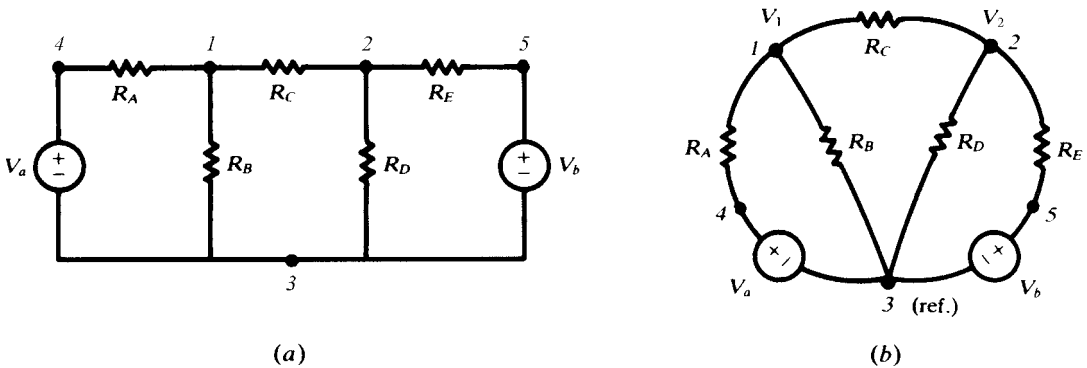 4 1 2 5
R_A R_C R_E
V_a + − R_B R_D + − V_b
3
(a)
V_1 V_2
1 R_C 2
R_A R_B R_D R_E
4 5
+ − − +
V_a V_b
3 (ref.)
(b)